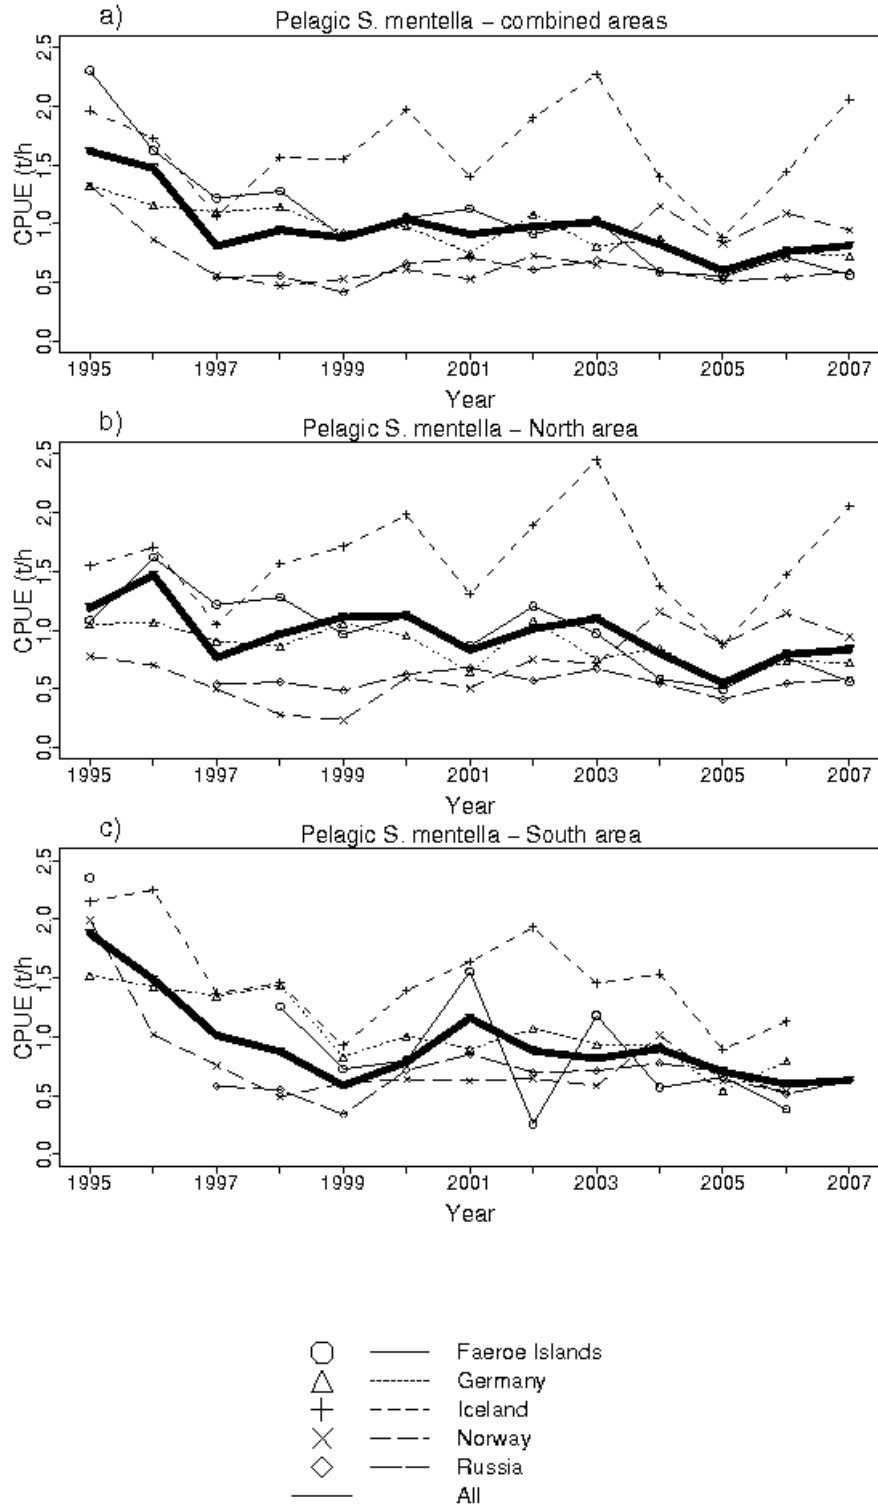 a)
Pelagic S. mentella – combined areas
CPUE (t/h
2.5
2.0
1.5
1.0
0.5
0.0
1995 1997 1999 2001 2003 2005 2007
Year
b)
Pelagic S. mentella – North area
CPUE (t/h
2.5
2.0
1.5
1.0
0.5
0.0
1995 1997 1999 2001 2003 2005 2007
Year
c)
Pelagic S. mentella – South area
CPUE (t/h
2.5
2.0
1.5
1.0
0.5
0.0
1995 1997 1999 2001 2003 2005 2007
Year
Faeroe Islands
Germany
Iceland
Norway
Russia
All